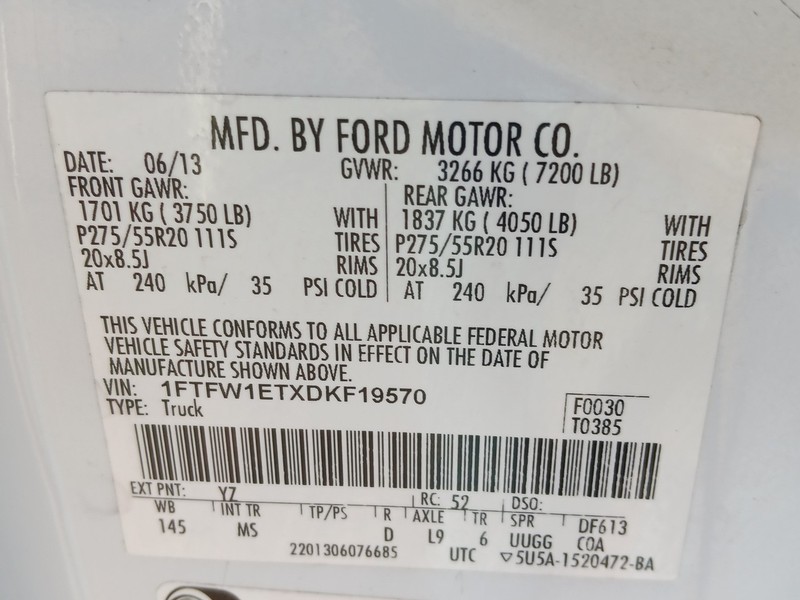 MFD. BY FORD MOTOR CO.
DATE: 06/13 GVWR: 3266 KG ( 7200 LB)
FRONT GAWR: REAR GAWR:
1701 KG ( 3750 LB) WITH 1837 KG ( 4050 LB) WITH
P275/55R20 111S TIRES P275/55R20 111S TIRES
20x8.5J RIMS 20x8.5J RIMS
AT 240 kPa/ 35 PSI COLD AT 240 kPa/ 35 PSI COLD
THIS VEHICLE CONFORMS TO ALL APPLICABLE FEDERAL MOTOR
VEHICLE SAFETY STANDARDS IN EFFECT ON THE DATE OF
MANUFACTURE SHOWN ABOVE.
VIN: 1FTFW1ETXDKF19570
TYPE: Truck F0030
T0385
EXT PNT: YZ RC: 52 DSO:
WB INT TR TP/PS R AXLE TR SPR DF613
145 MS D L9 6 UUGG COA
2201306076685 UTC ▽5U5A-1520472-BA